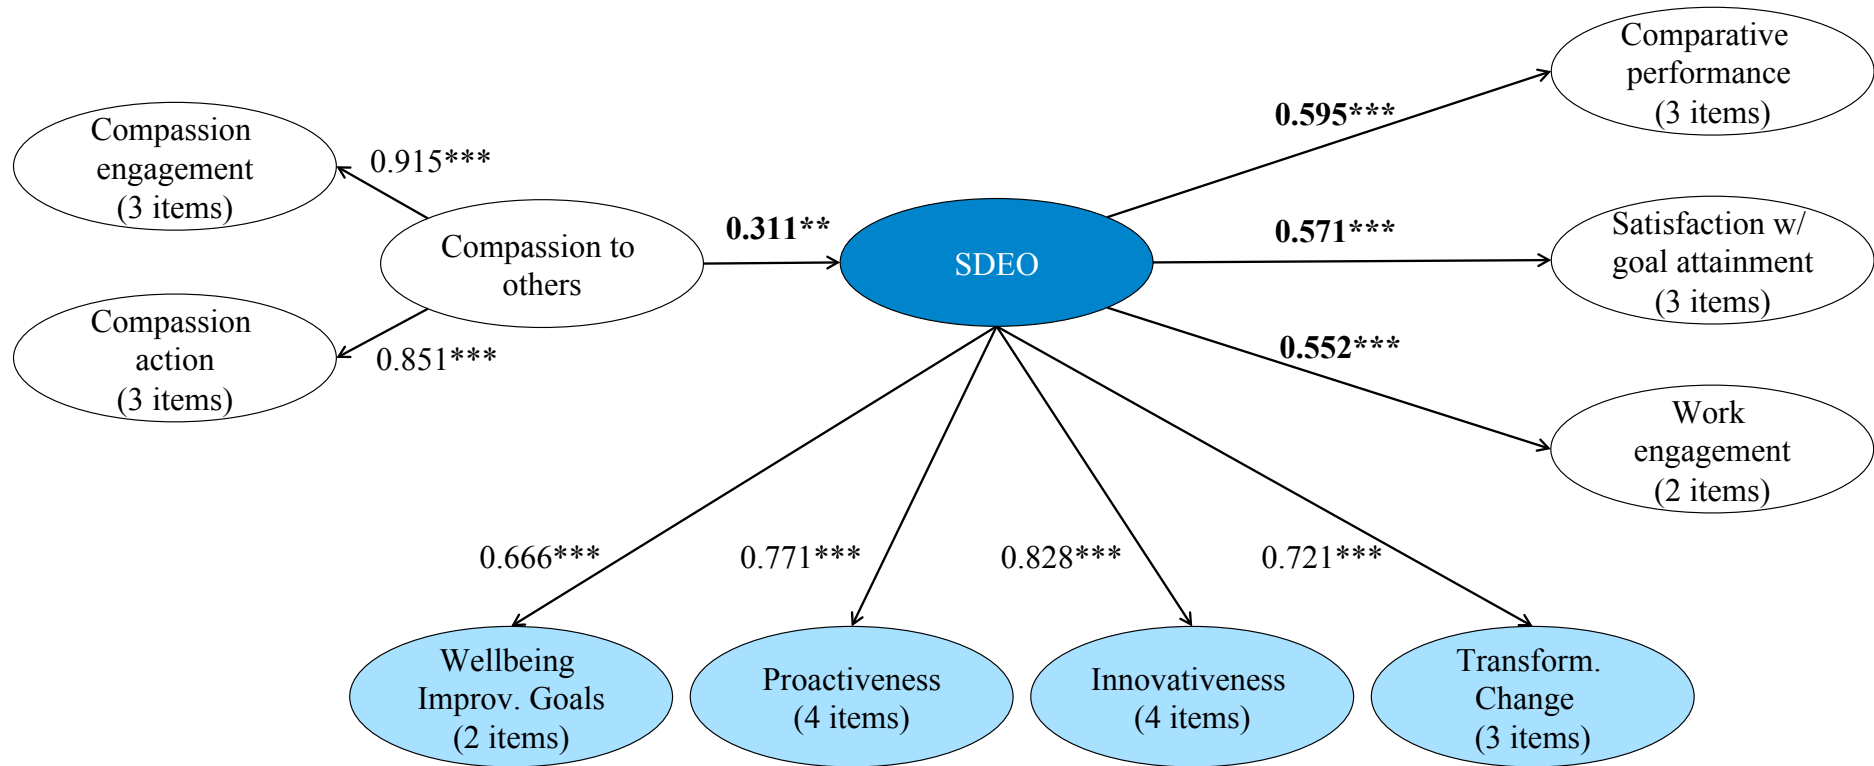 Comparative
performance
(3 items)
0.595***
Compassion
engagement
(3 items)
0.915***
Compassion to
others
0.311**
SDEO
0.571***
Satisfaction w/
goal attainment
(3 items)
Compassion
action
(3 items)
0.851***
0.552***
Work
engagement
(2 items)
0.666***
0.771***
0.828***
0.721***
Wellbeing
Improv. Goals
(2 items)
Proactiveness
(4 items)
Innovativeness
(4 items)
Transform.
Change
(3 items)